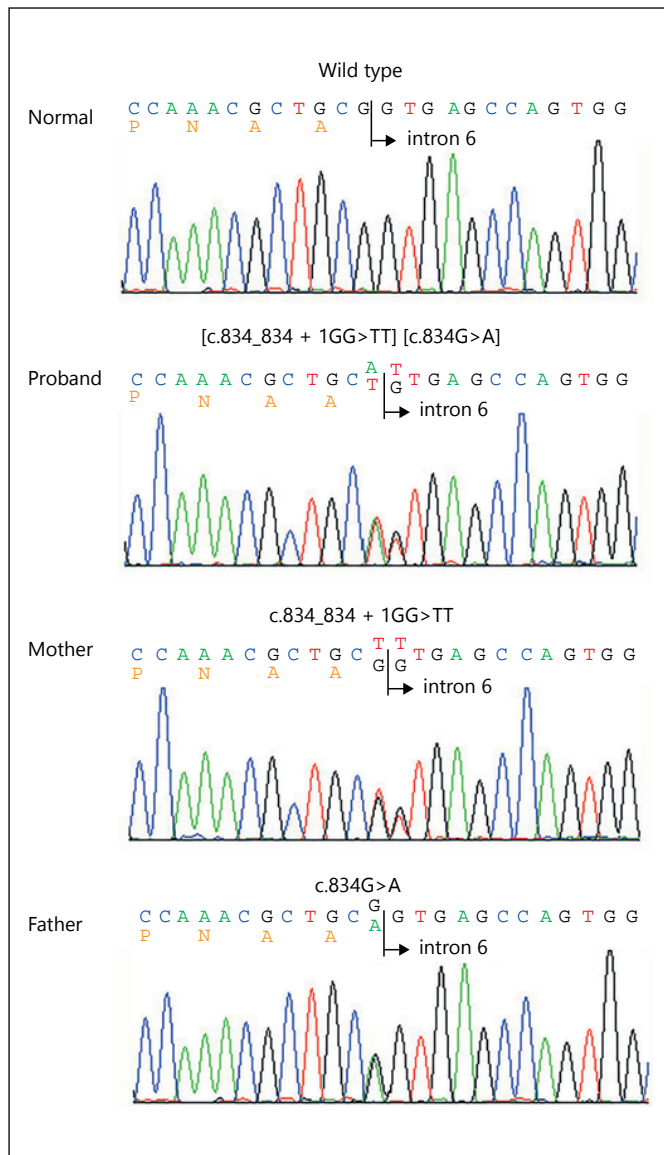 Wild type
Normal
C C A A A C G C T G C G G T G A G C C A G T G G
P N A A
intron 6
[c.834_834 + 1GG>TT] [c.834G>A]
Proband
A T
C C A A A C G C T G C T G T G A G C C A G T G G
P N A A
intron 6
c.834_834 + 1GG>TT
Mother
T T
C C A A A C G C T G C G G T G A G C C A G T G G
P N A A
intron 6
c.834G>A
Father
G
C C A A A C G C T G C A G T G A G C C A G T G G
P N A A
intron 6